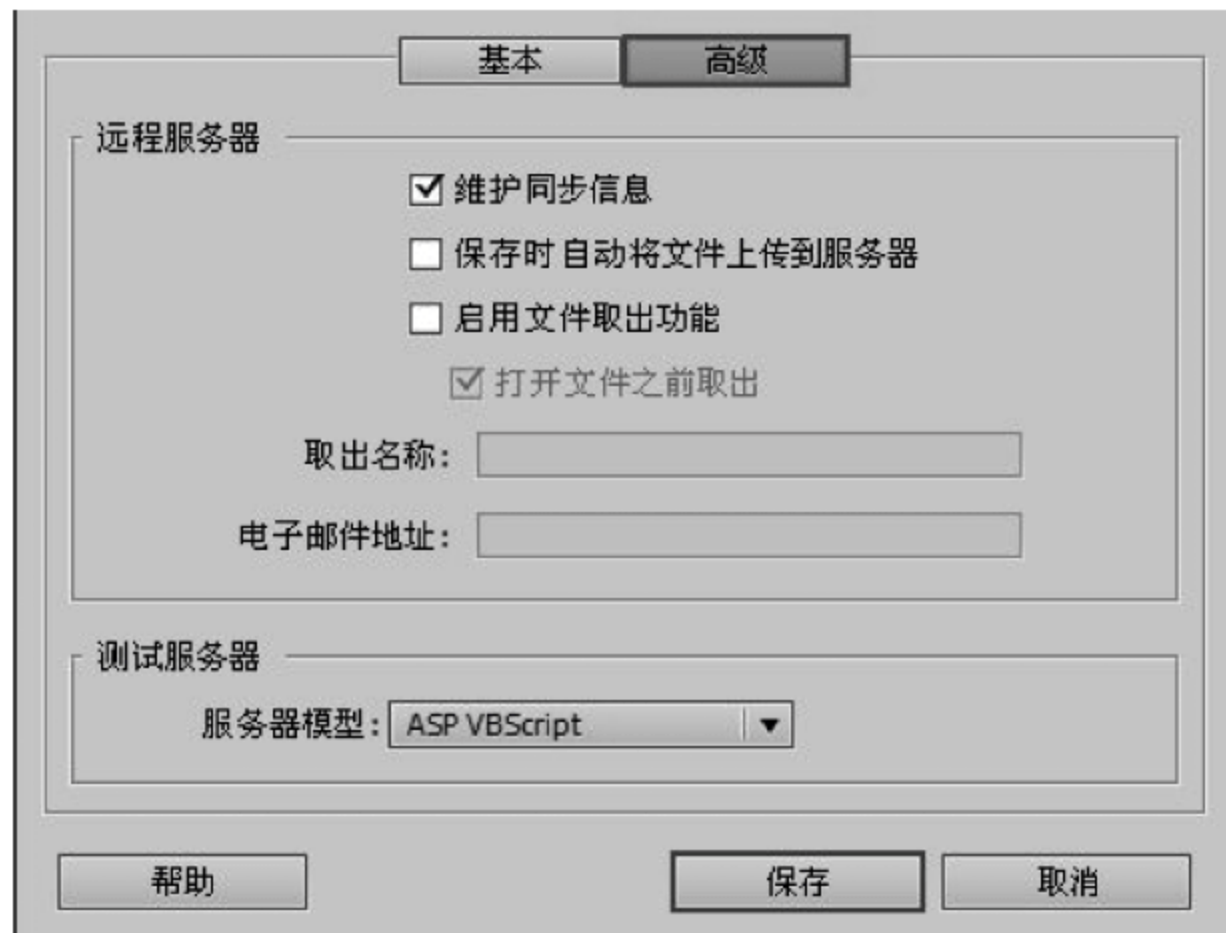 基本 高级
远程服务器
维护同步信息
保存时自动将文件上传到服务器
启用文件取出功能
打开文件之前取出
取出名称:
电子邮件地址:
测试服务器
服务器模型: ASP VBScript
帮助 保存 取消